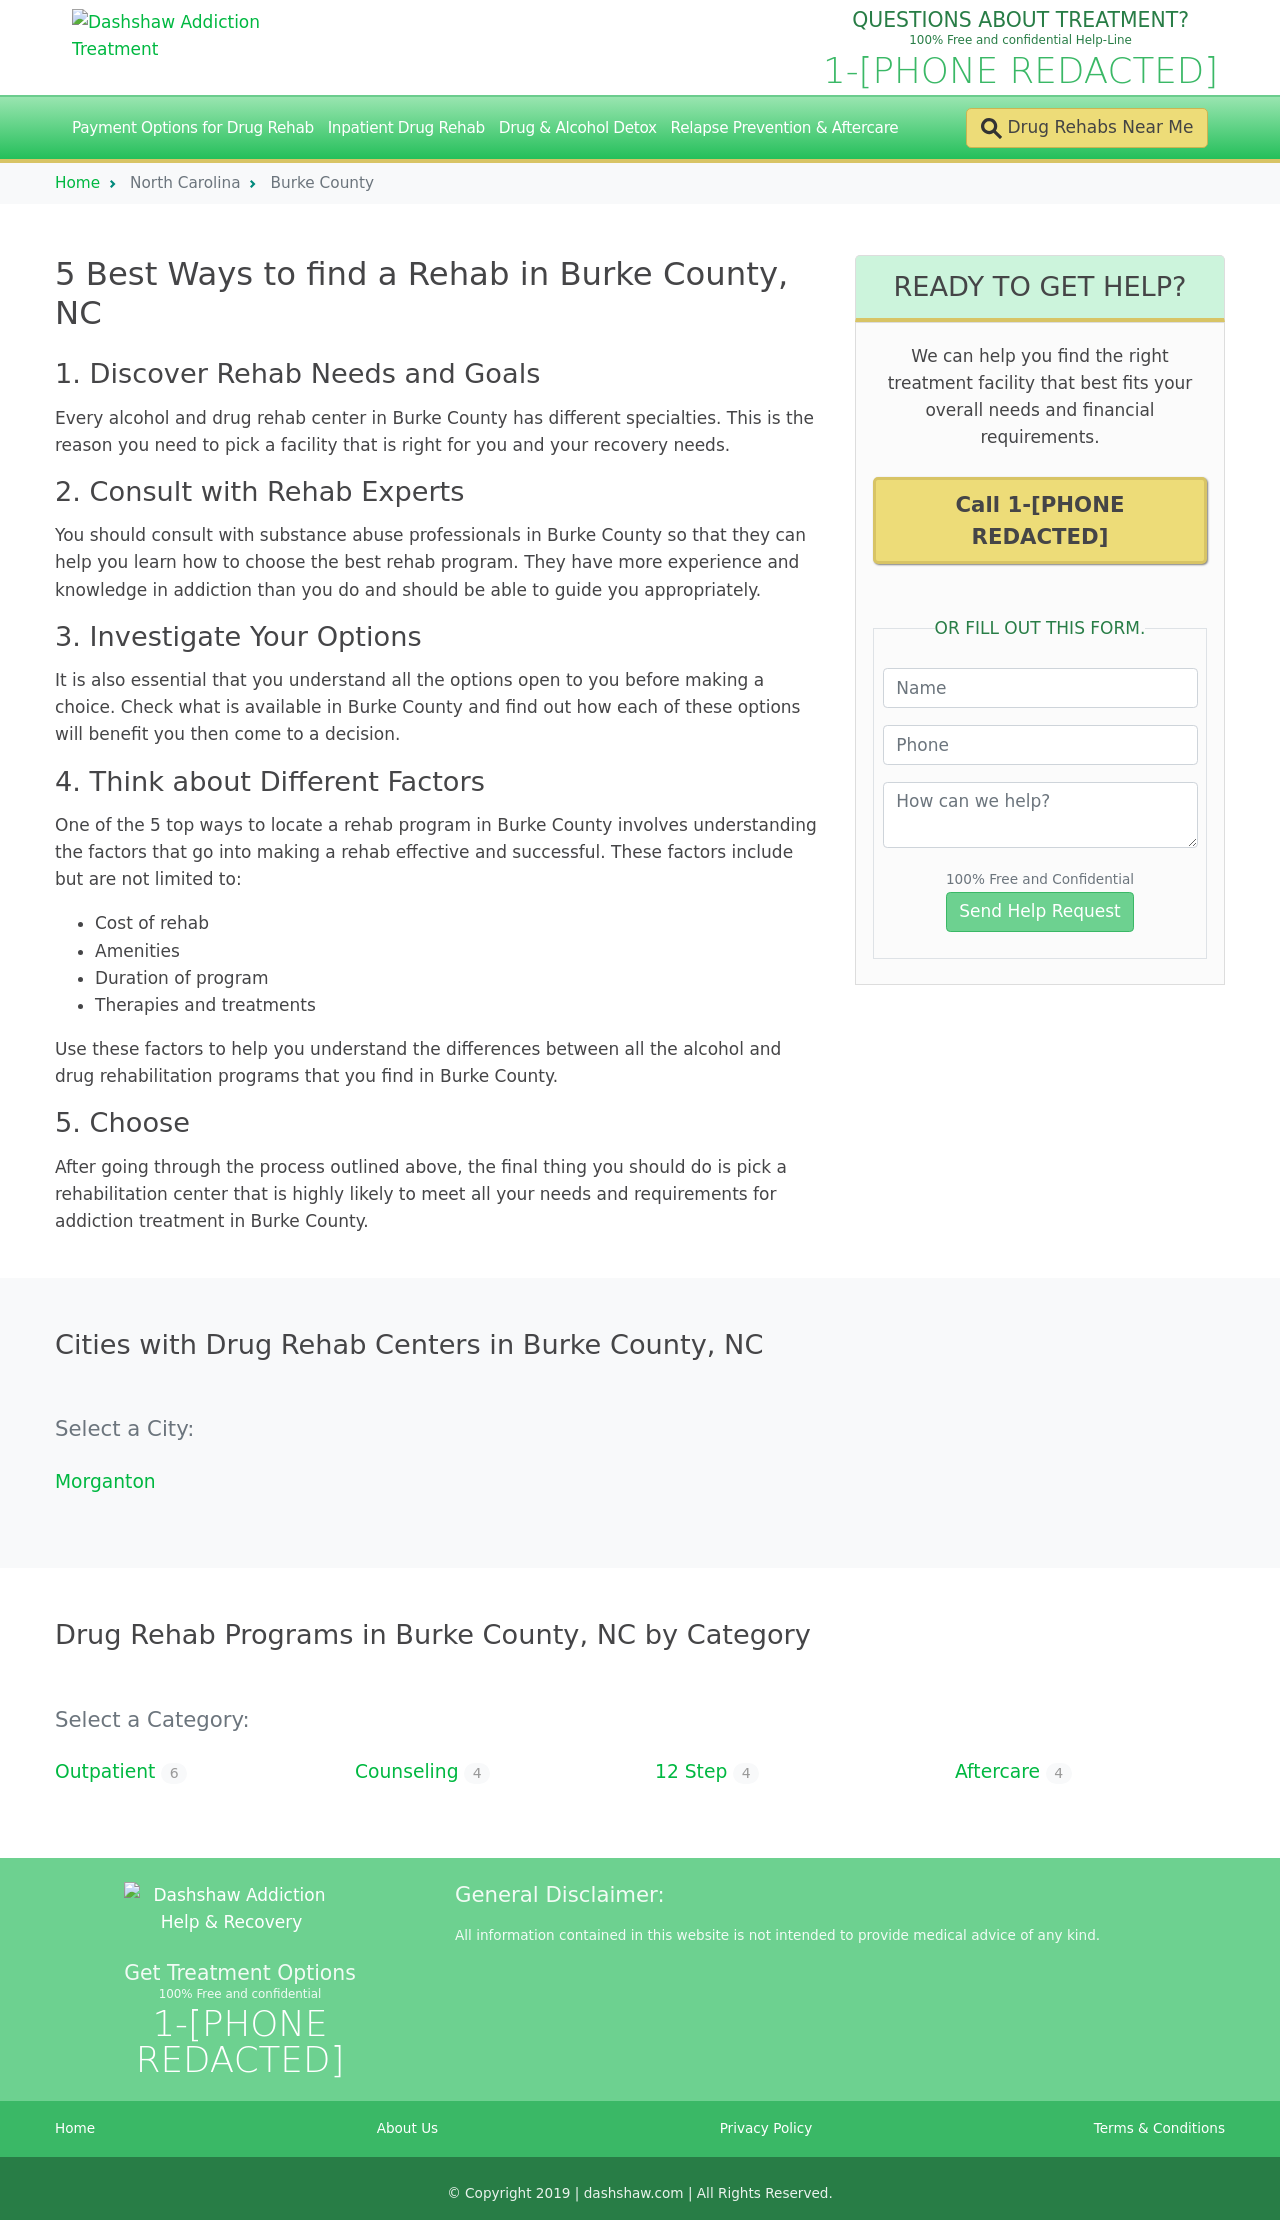 Dashshaw Addiction
Treatment
QUESTIONS ABOUT TREATMENT?
100% Free and confidential Help-Line
1-[PHONE REDACTED]
Payment Options for Drug Rehab Inpatient Drug Rehab Drug & Alcohol Detox Relapse Prevention & Aftercare Drug Rehabs Near Me
Home North Carolina Burke County
5 Best Ways to find a Rehab in Burke County,
NC
1. Discover Rehab Needs and Goals
Every alcohol and drug rehab center in Burke County has different specialties. This is the
reason you need to pick a facility that is right for you and your recovery needs.
2. Consult with Rehab Experts
You should consult with substance abuse professionals in Burke County so that they can
help you learn how to choose the best rehab program. They have more experience and
knowledge in addiction than you do and should be able to guide you appropriately.
3. Investigate Your Options
It is also essential that you understand all the options open to you before making a
choice. Check what is available in Burke County and find out how each of these options
will benefit you then come to a decision.
4. Think about Different Factors
One of the 5 top ways to locate a rehab program in Burke County involves understanding
the factors that go into making a rehab effective and successful. These factors include
but are not limited to:
• Cost of rehab
• Amenities
• Duration of program
• Therapies and treatments
Use these factors to help you understand the differences between all the alcohol and
drug rehabilitation programs that you find in Burke County.
5. Choose
After going through the process outlined above, the final thing you should do is pick a
rehabilitation center that is highly likely to meet all your needs and requirements for
addiction treatment in Burke County.
READY TO GET HELP?
We can help you find the right
treatment facility that best fits your
overall needs and financial
requirements.
Call 1-[PHONE
REDACTED]
OR FILL OUT THIS FORM.
Name
Phone
How can we help?
100% Free and Confidential
Send Help Request
Cities with Drug Rehab Centers in Burke County, NC
Select a City:
Morganton
Drug Rehab Programs in Burke County, NC by Category
Select a Category:
Outpatient 6 Counseling 4 12 Step 4 Aftercare 4
Dashshaw Addiction
Help & Recovery
Get Treatment Options
100% Free and confidential
1-[PHONE
REDACTED]
General Disclaimer:
All information contained in this website is not intended to provide medical advice of any kind.
Home About Us Privacy Policy Terms & Conditions
© Copyright 2019 | dashshaw.com | All Rights Reserved.